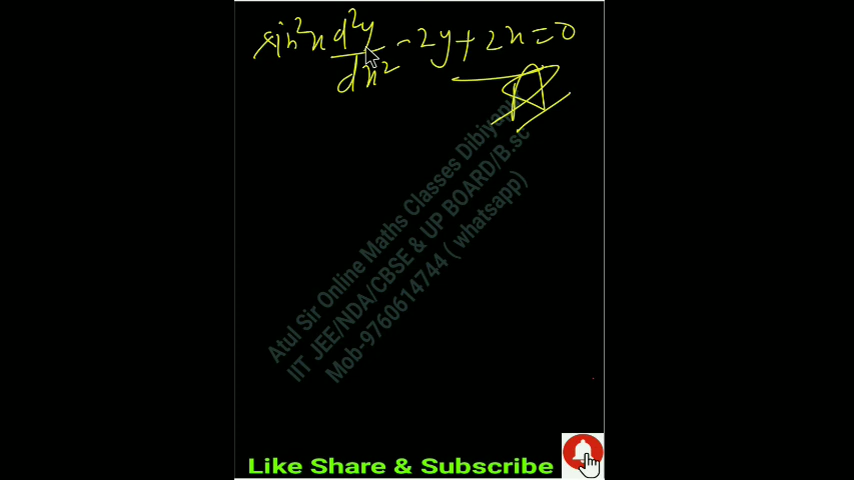 sin²x d²y/dx² - 2y + 2x = 0
Atul Sir Online Maths Classes Dibiyapur
IIT JEE/NDA/CBSE & UP BOARD/B.sc
Mob-9760614744 ( whatsapp)
Like Share & Subscribe